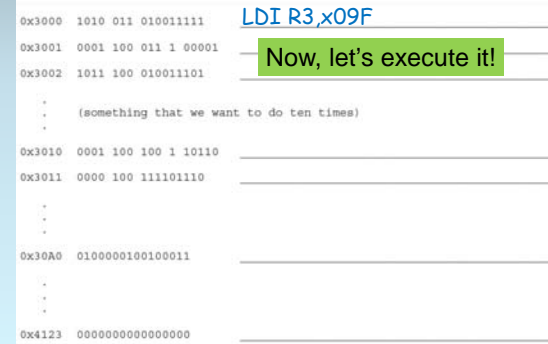 0x3000 1010 011 010011111 LDI R3,x09F
0x3001 0001 100 011 1 00001
Now, let's execute it!
0x3002 1011 100 010011101
.
.
.
(something that we want to do ten times)
0x3010 0001 100 100 1 10110
0x3011 0000 100 111101110
.
.
.
0x30A0 0100000100100011
.
.
.
0x4123 0000000000000000